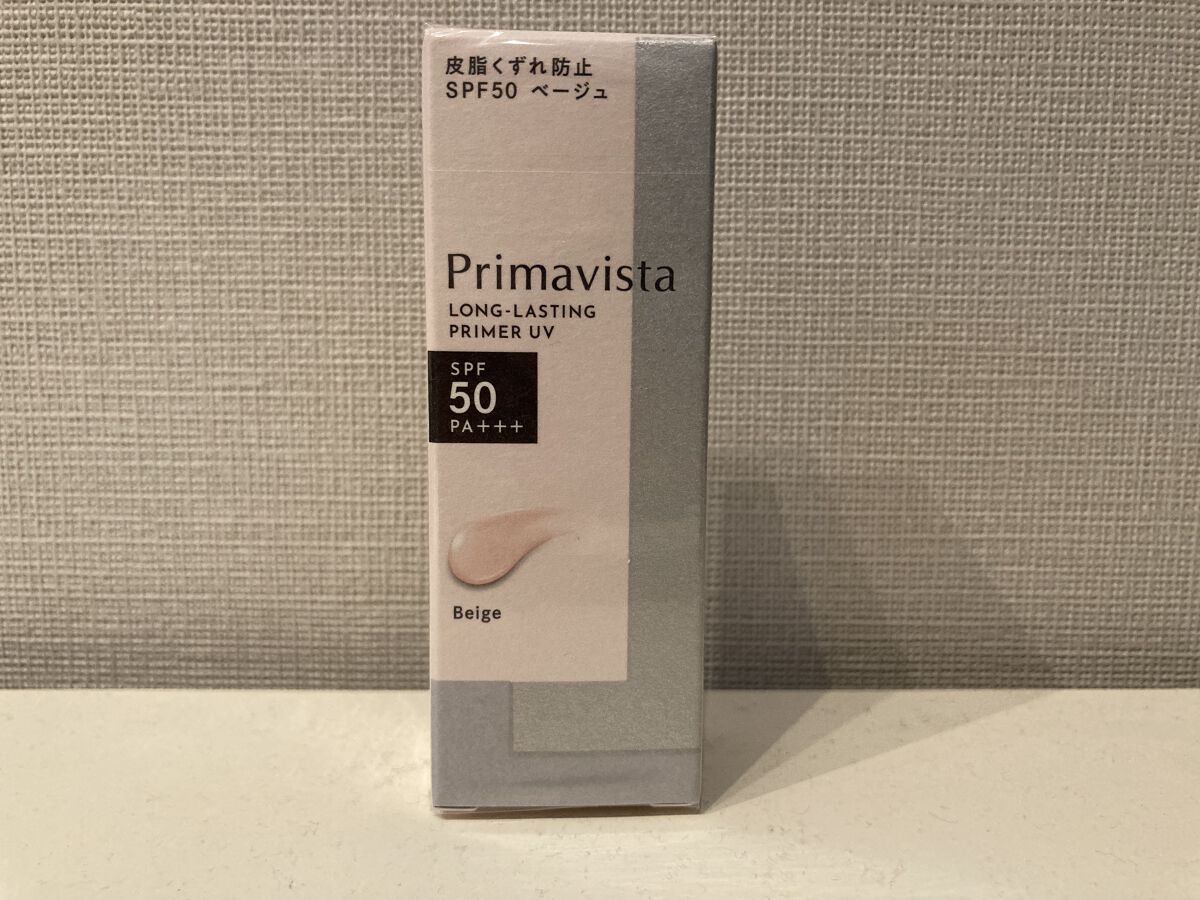 皮脂くずれ防止
SPF50 ベージュ
Primavista
LONG-LASTING
PRIMER UV
SPF
50
PA+++
Beige